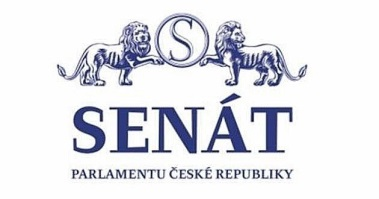 S
SENÁT
PARLAMENTU ČESKÉ REPUBLIKY